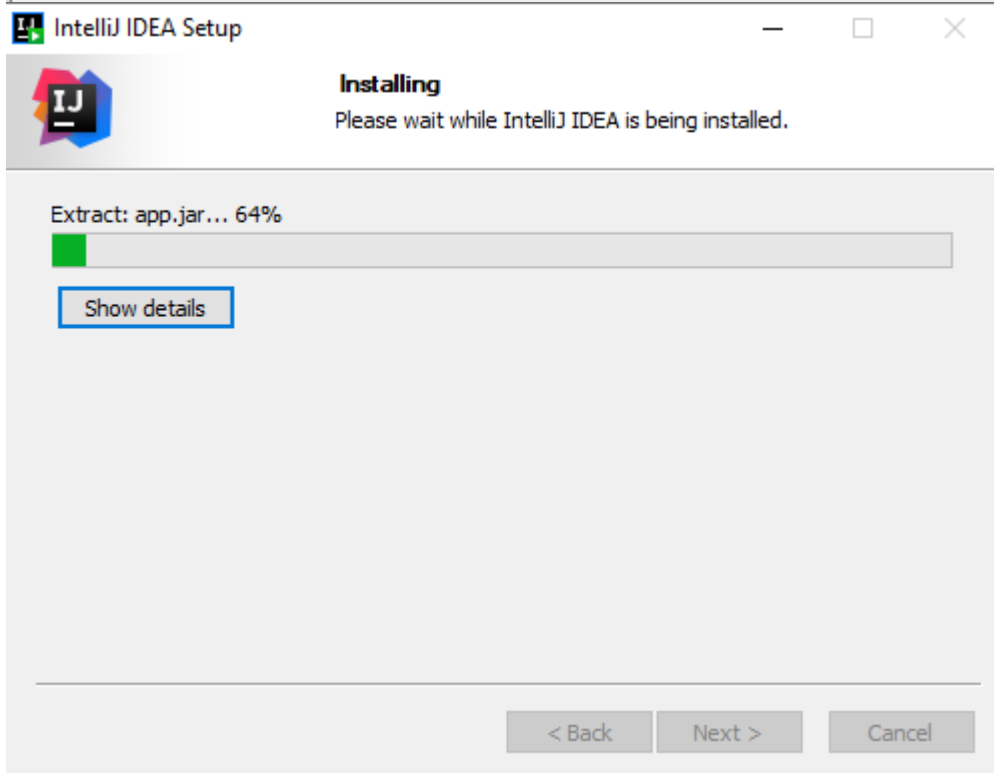 IntelliJ IDEA Setup
IJ
Installing
Please wait while IntelliJ IDEA is being installed.
Extract: app.jar... 64%
Show details
< Back
Next >
Cancel